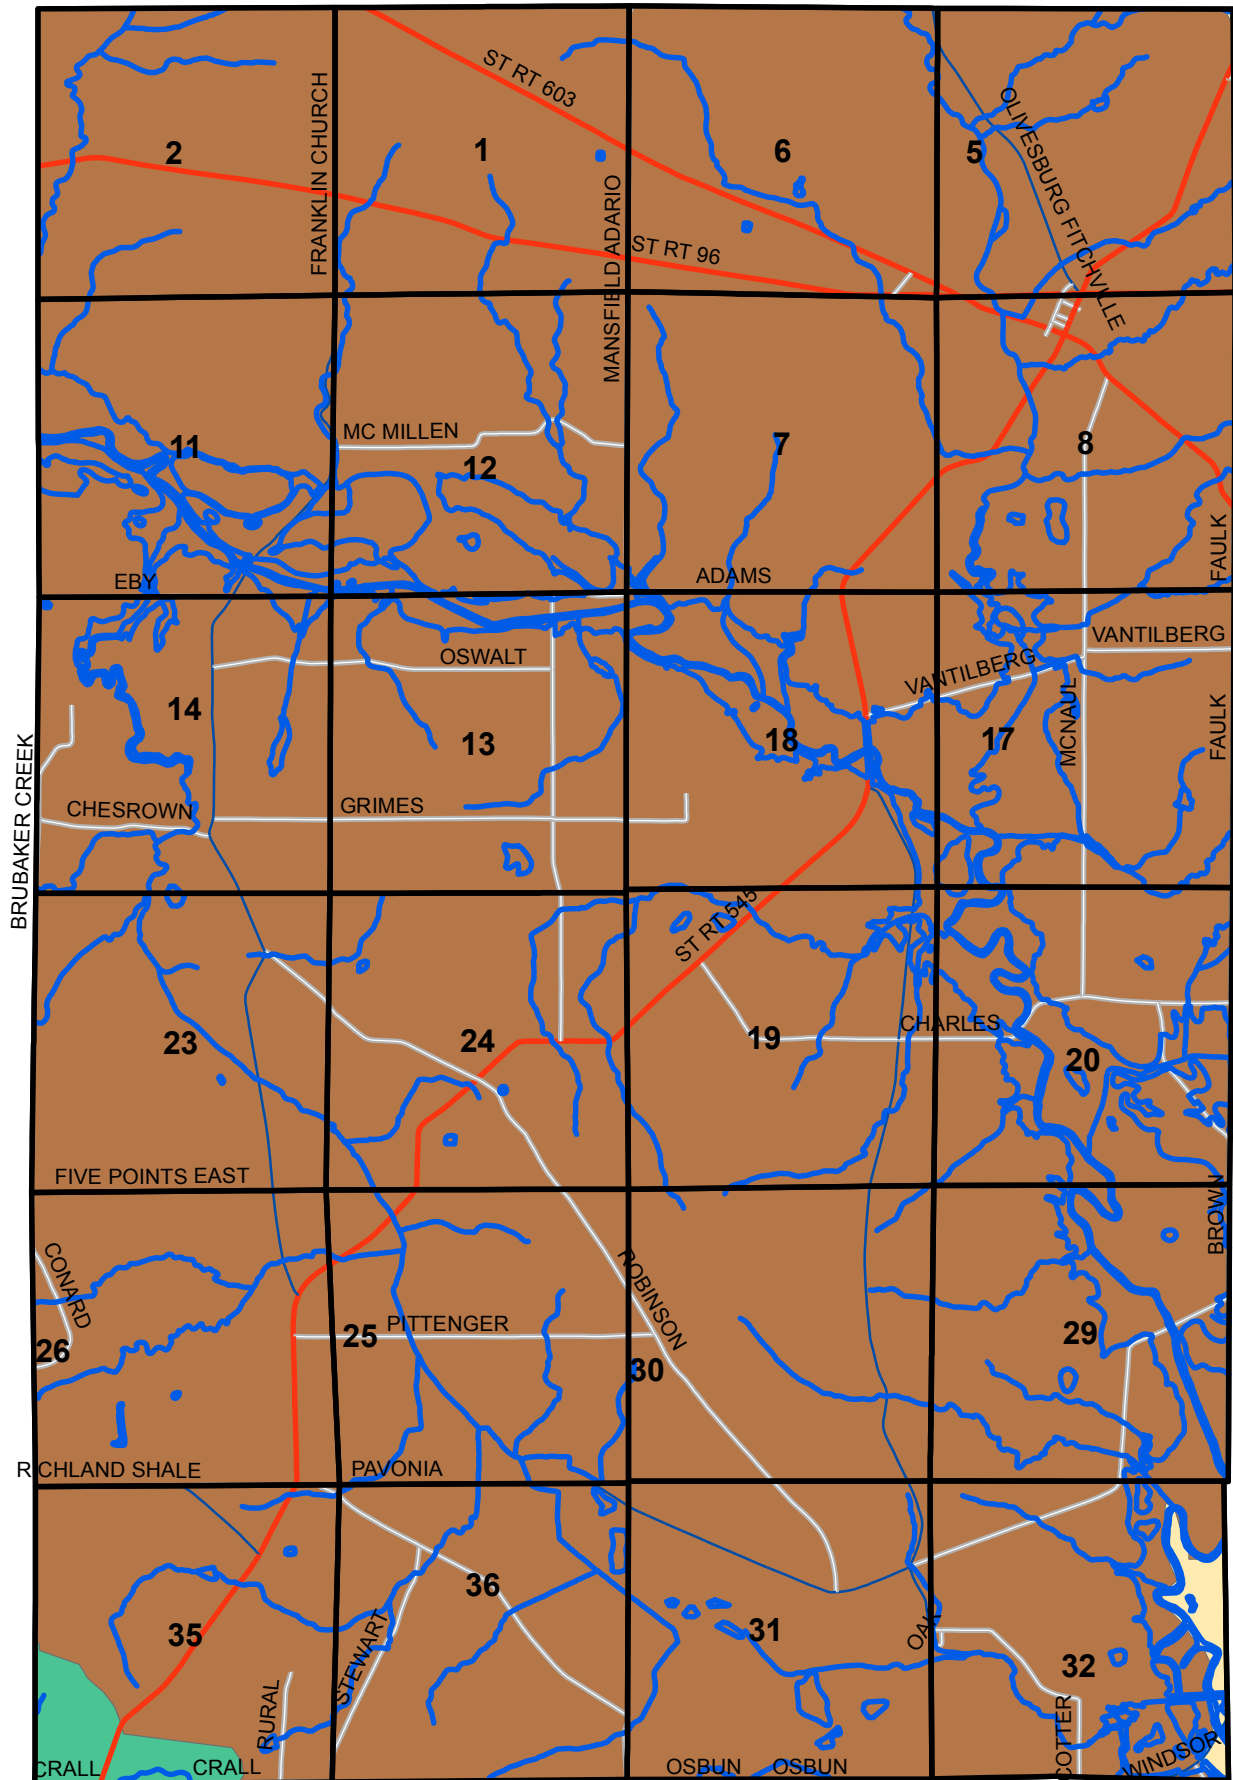 ST RT 603
FRANKLIN CHURCH
2
1
6
5
OLIVESBURG FITCHVILLE
MANSFIELD ADARIO
ST RT 96
MC MILLEN
11
12
7
8
FAULK
EBY
ADAMS
OSWALT
VANTILBERG
VANTILBERG
14
13
18
17
MCNAUL
FAULK
BRUBAKER CREEK
CHESROWN
GRIMES
ST RT 545
23
24
19
CHARLES
20
FIVE POINTS EAST
BROWN
CONARD
ROBINSON
26
25
PITTENGER
30
29
RICHLAND SHALE
PAVONIA
36
35
STEWART
31
OAK
32
RURAL
COTTER
WINDSOR
CRALL
CRALL
OSBUN
OSBUN